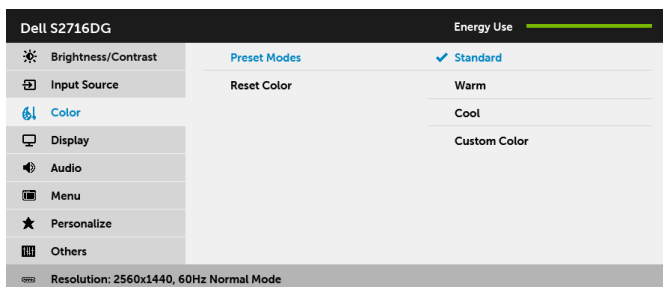 Dell S2716DG Energy Use
Brightness/Contrast Preset Modes Standard
Input Source Reset Color Warm
Color Cool
Display Custom Color
Audio
Menu
Personalize
Others
Resolution: 2560x1440, 60Hz Normal Mode